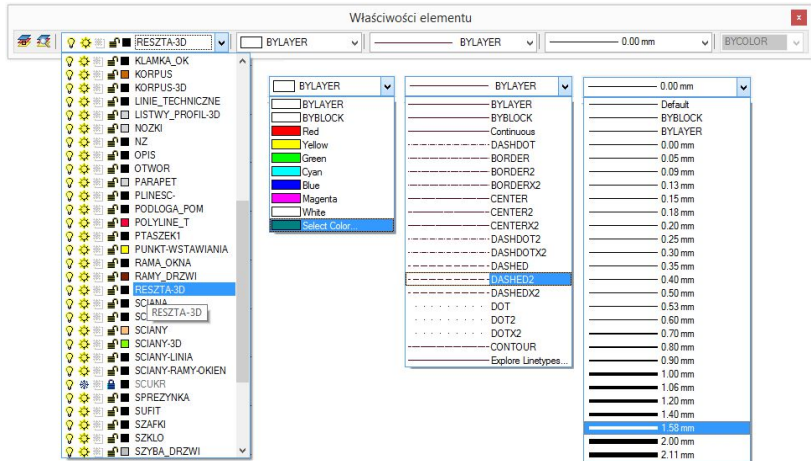 Właściwości elementu
x
RESZTA-3D
BYLAYER
BYLAYER
0.00 mm
BYCOLOR
KLAMKA_OK
KORPUS
KORPUS-3D
LINIE_TECHNICZNE
LISTWY_PROFIL-3D
NOZKI
NZ
OPIS
OTWOR
PARAPET
PLINESC-
PODLOGA_POM
POLYLINE_T
PTASZEK1
PUNKT-WSTAWIANIA
RAMA_OKNA
RAMY_DRZWI
RESZTA-3D
SCIANA
SC
RESZTA-3D
SCIANY
SCIANY-3D
SCIANY-LINIA
SCIANY-RAMY-OKIEN
SCUKR
SPREZYNKA
SUFIT
SZAFKI
SZKLO
SZYBA_DRZWI
BYLAYER
BYLAYER
BYBLOCK
Red
Yellow
Green
Cyan
Blue
Magenta
White
Select Color...
BYLAYER
BYLAYER
BYBLOCK
Continuous
DASHDOT
BORDER
BORDER2
BORDERX2
CENTER
CENTER2
CENTERX2
DASHDOT2
DASHDOTX2
DASHED
DASHED2
DASHEDX2
DOT
DOT2
DOTX2
CONTOUR
Explore Linetypes...
0.00 mm
Default
BYBLOCK
BYLAYER
0.00 mm
0.05 mm
0.09 mm
0.13 mm
0.15 mm
0.18 mm
0.20 mm
0.25 mm
0.30 mm
0.35 mm
0.40 mm
0.50 mm
0.53 mm
0.60 mm
0.70 mm
0.80 mm
0.90 mm
1.00 mm
1.06 mm
1.20 mm
1.40 mm
1.58 mm
2.00 mm
2.11 mm